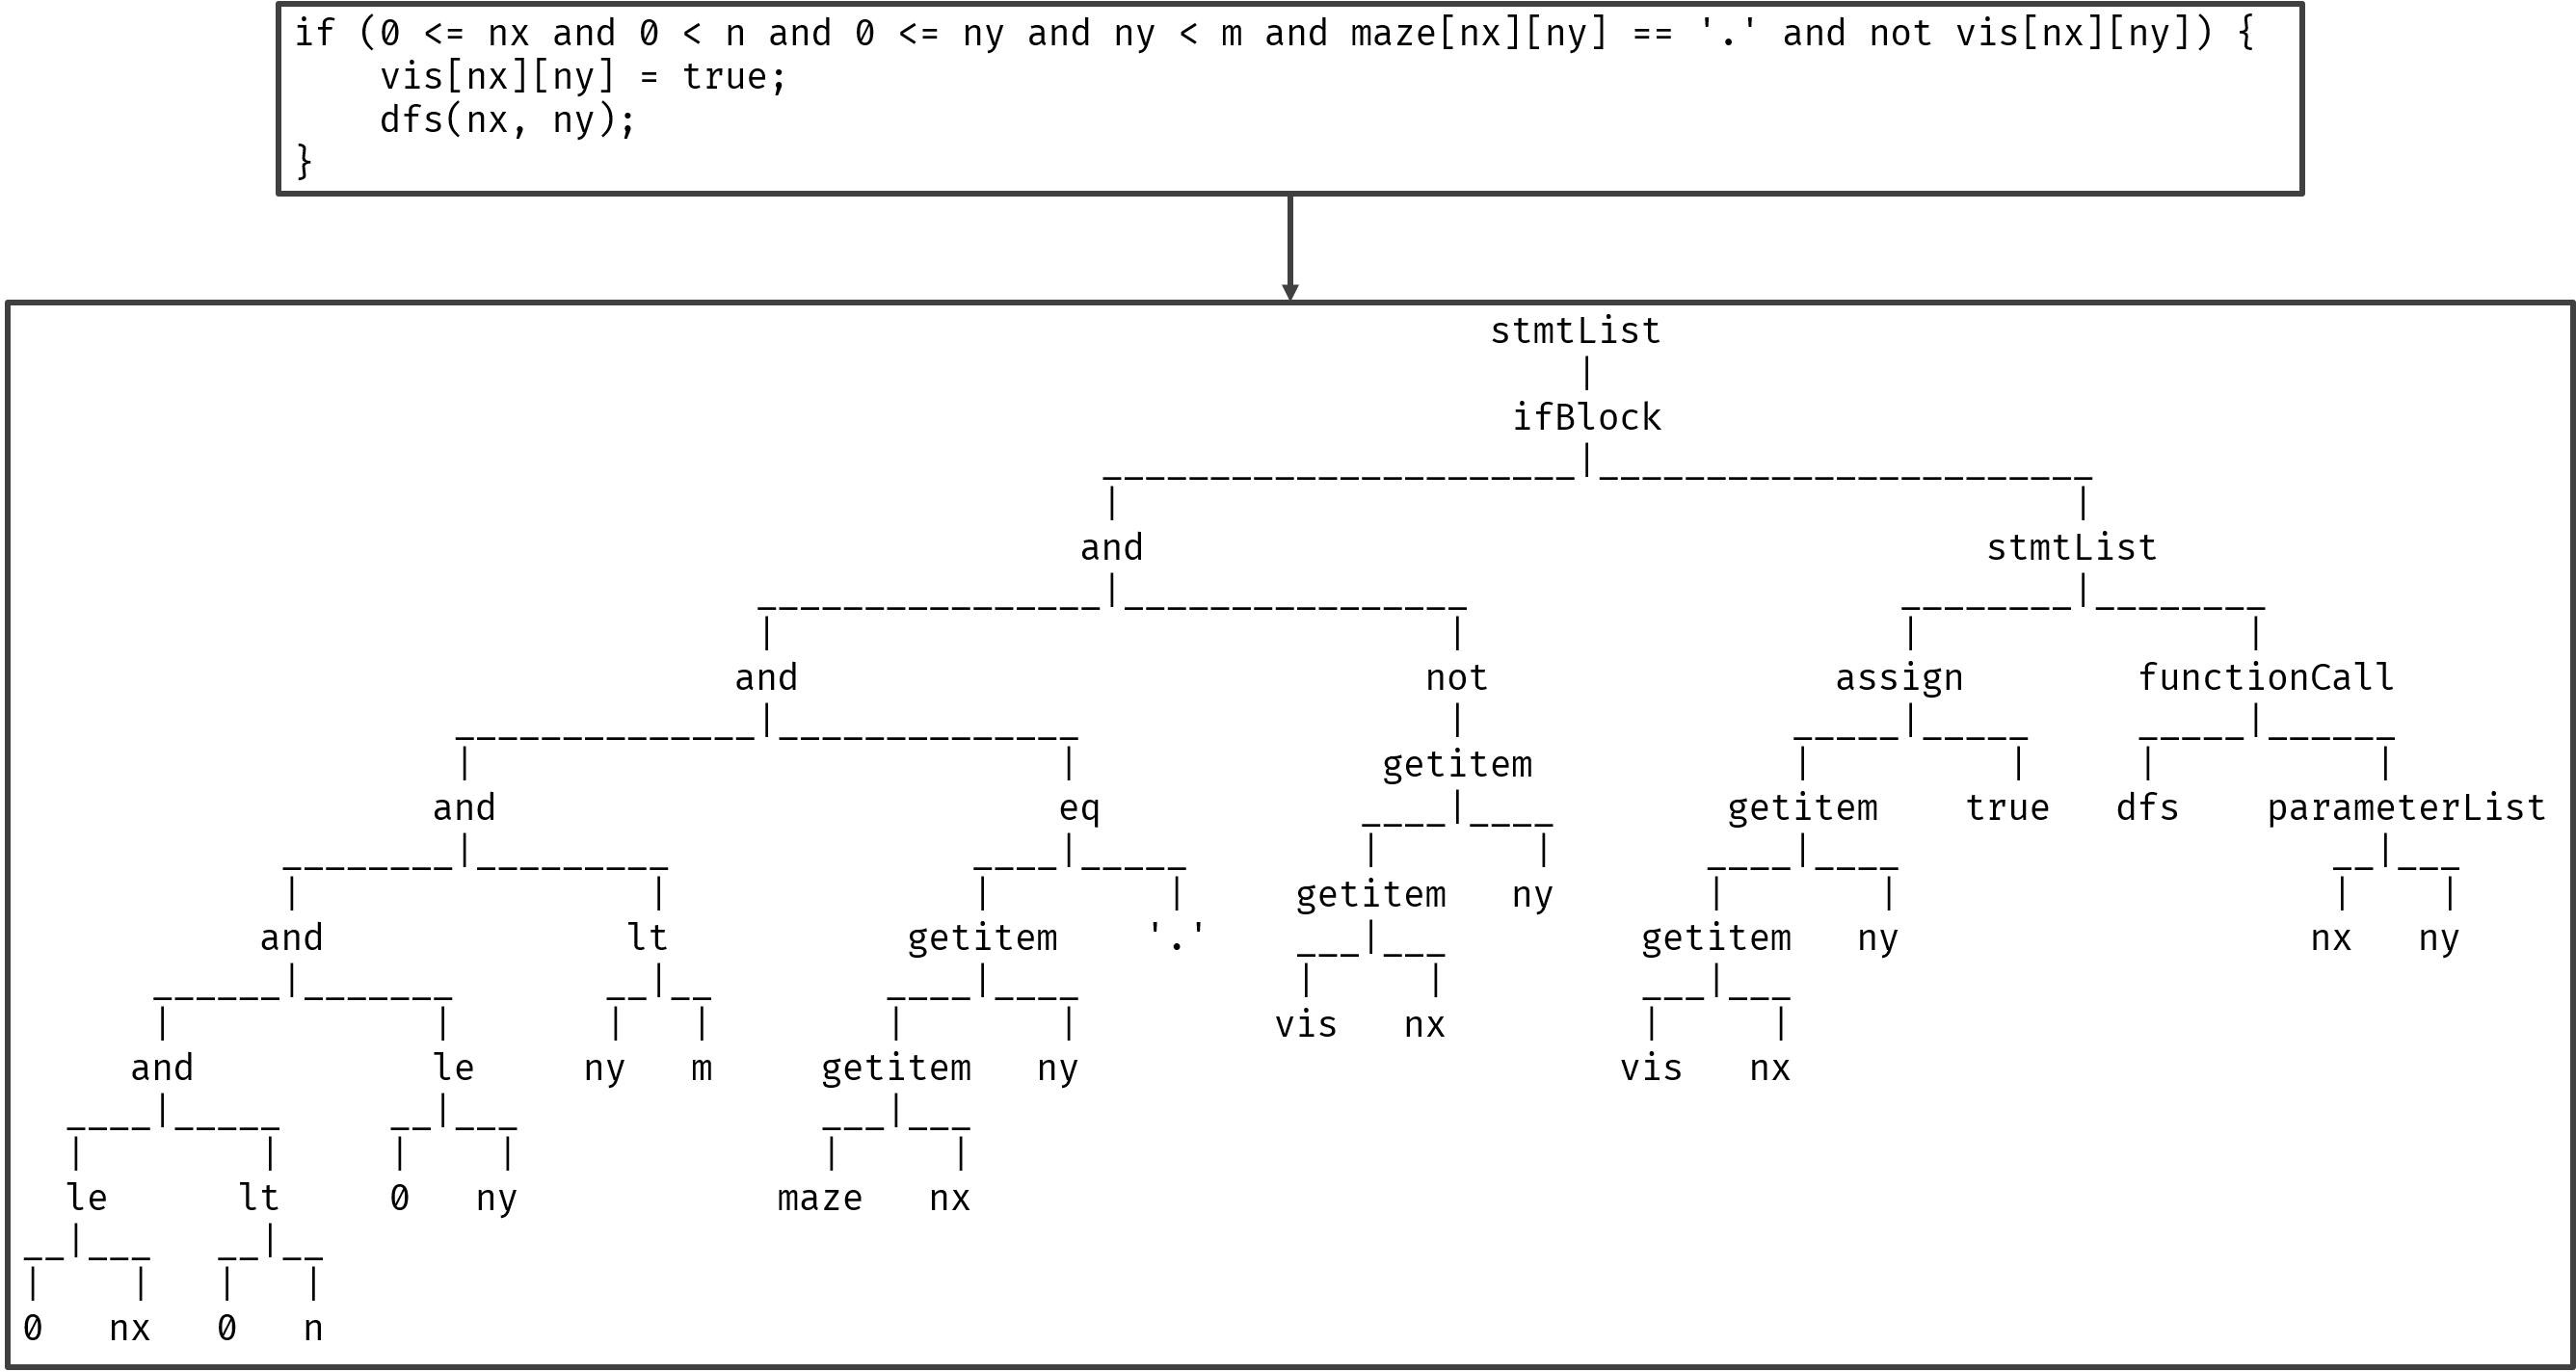 if (0 <= nx and 0 < n and 0 <= ny and ny < m and maze[nx][ny] == '.' and not vis[nx][ny]) {
    vis[nx][ny] = true;
    dfs(nx, ny);
}
stmtList
ifBlock
and stmtList
and not assign functionCall
getitem
and eq getitem true dfs parameterList
getitem ny
and lt getitem '.' getitem ny nx ny
vis nx
and le ny m getitem ny vis nx
le lt 0 ny maze nx
0 nx 0 n